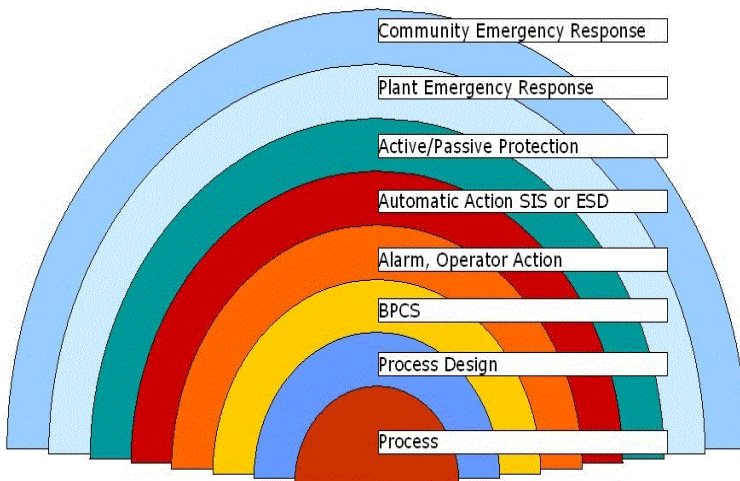 Community Emergency Response
Plant Emergency Response
Active/Passive Protection
Automatic Action SIS or ESD
Alarm, Operator Action
BPCS
Process Design
Process